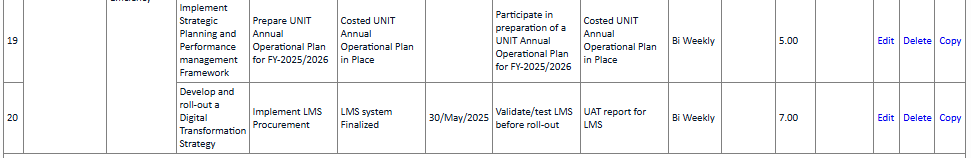 Efficiency
19
Implement
Strategic
Planning and
Performance
management
Framework
Prepare UNIT
Annual
Operational Plan
for FY-2025/2026
Costed UNIT
Annual
Operational Plan
in Place
Participate in
preparation of a
UNIT Annual
Operational Plan
for FY-2025/2026
Costed UNIT
Annual
Operational Plan
in Place
Bi Weekly
5.00
Edit
Delete
Copy
20
Develop and
roll-out a
Digital
Transformation
Strategy
Implement LMS
Procurement
LMS system
Finalized
30/May/2025
Validate/test LMS
before roll-out
UAT report for
LMS
Bi Weekly
7.00
Edit
Delete
Copy